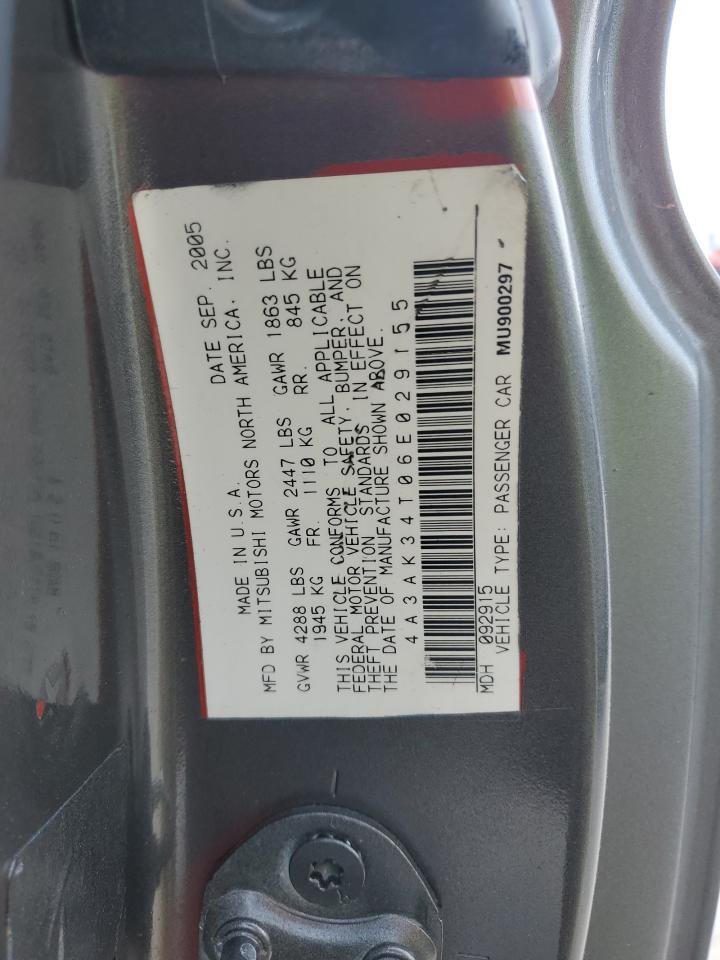 MADE IN U.S.A. DATE SEP. 2005
MFD BY MITSUBISHI MOTORS NORTH AMERICA. INC.
GVWR 4288 LBS GAWR 2447 LBS GAWR 1863 LBS
1945 KG FR. 1110 KG RR. 845 KG
THIS VEHICLE CONFORMS TO ALL APPLICABLE
FEDERAL MOTOR VEHICLE SAFETY. BUMPER. AND
THEFT PREVENTION STANDARDS IN EFFECT ON
THE DATE OF MANUFACTURE SHOWN ABOVE.
4A3AK34T06E029155
MDH 092915
VEHICLE TYPE: PASSENGER CAR MU900297